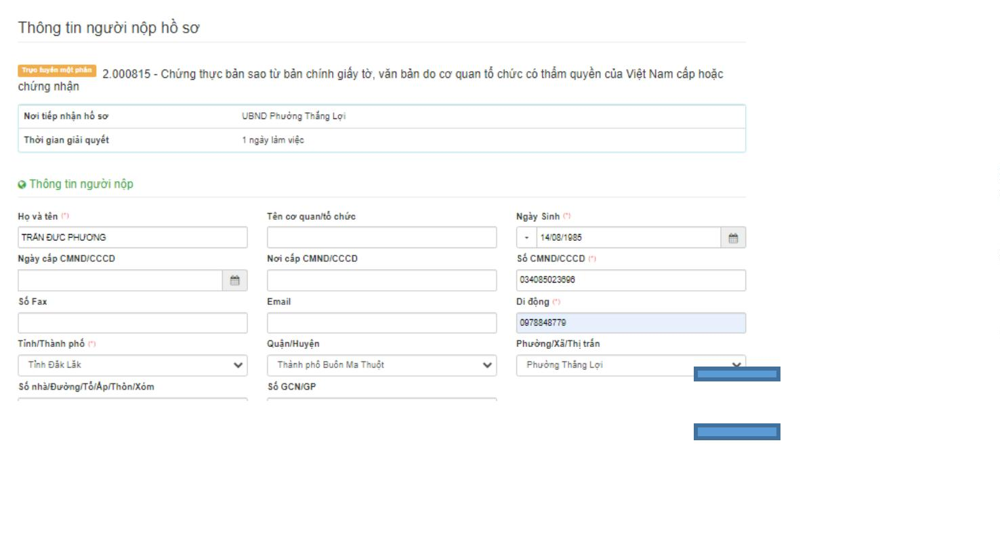 Thông tin người nộp hồ sơ
Trực tuyến một phần 2.000815 - Chứng thực bản sao từ bản chính giấy tờ, văn bản do cơ quan tổ chức có thẩm quyền của Việt Nam cấp hoặc
chứng nhận
Nơi tiếp nhận hồ sơ UBND Phường Thắng Lợi
Thời gian giải quyết 1 ngày làm việc
Thông tin người nộp
Họ và tên (*) Tên cơ quan/tổ chức Ngày Sinh (*)
TRẦN ĐỨC PHƯƠNG - 14/08/1985
Ngày cấp CMND/CCCD Nơi cấp CMND/CCCD Số CMND/CCCD (*)
034085023696
Số Fax Email Di động (*)
0978848779
Tỉnh/Thành phố (*) Quận/Huyện Phường/Xã/Thị trấn
Tỉnh Đắk Lắk Thành phố Buôn Ma Thuột Phường Thắng Lợi
Số nhà/Đường/Tổ/Ấp/Thôn/Xóm Số GCN/GP